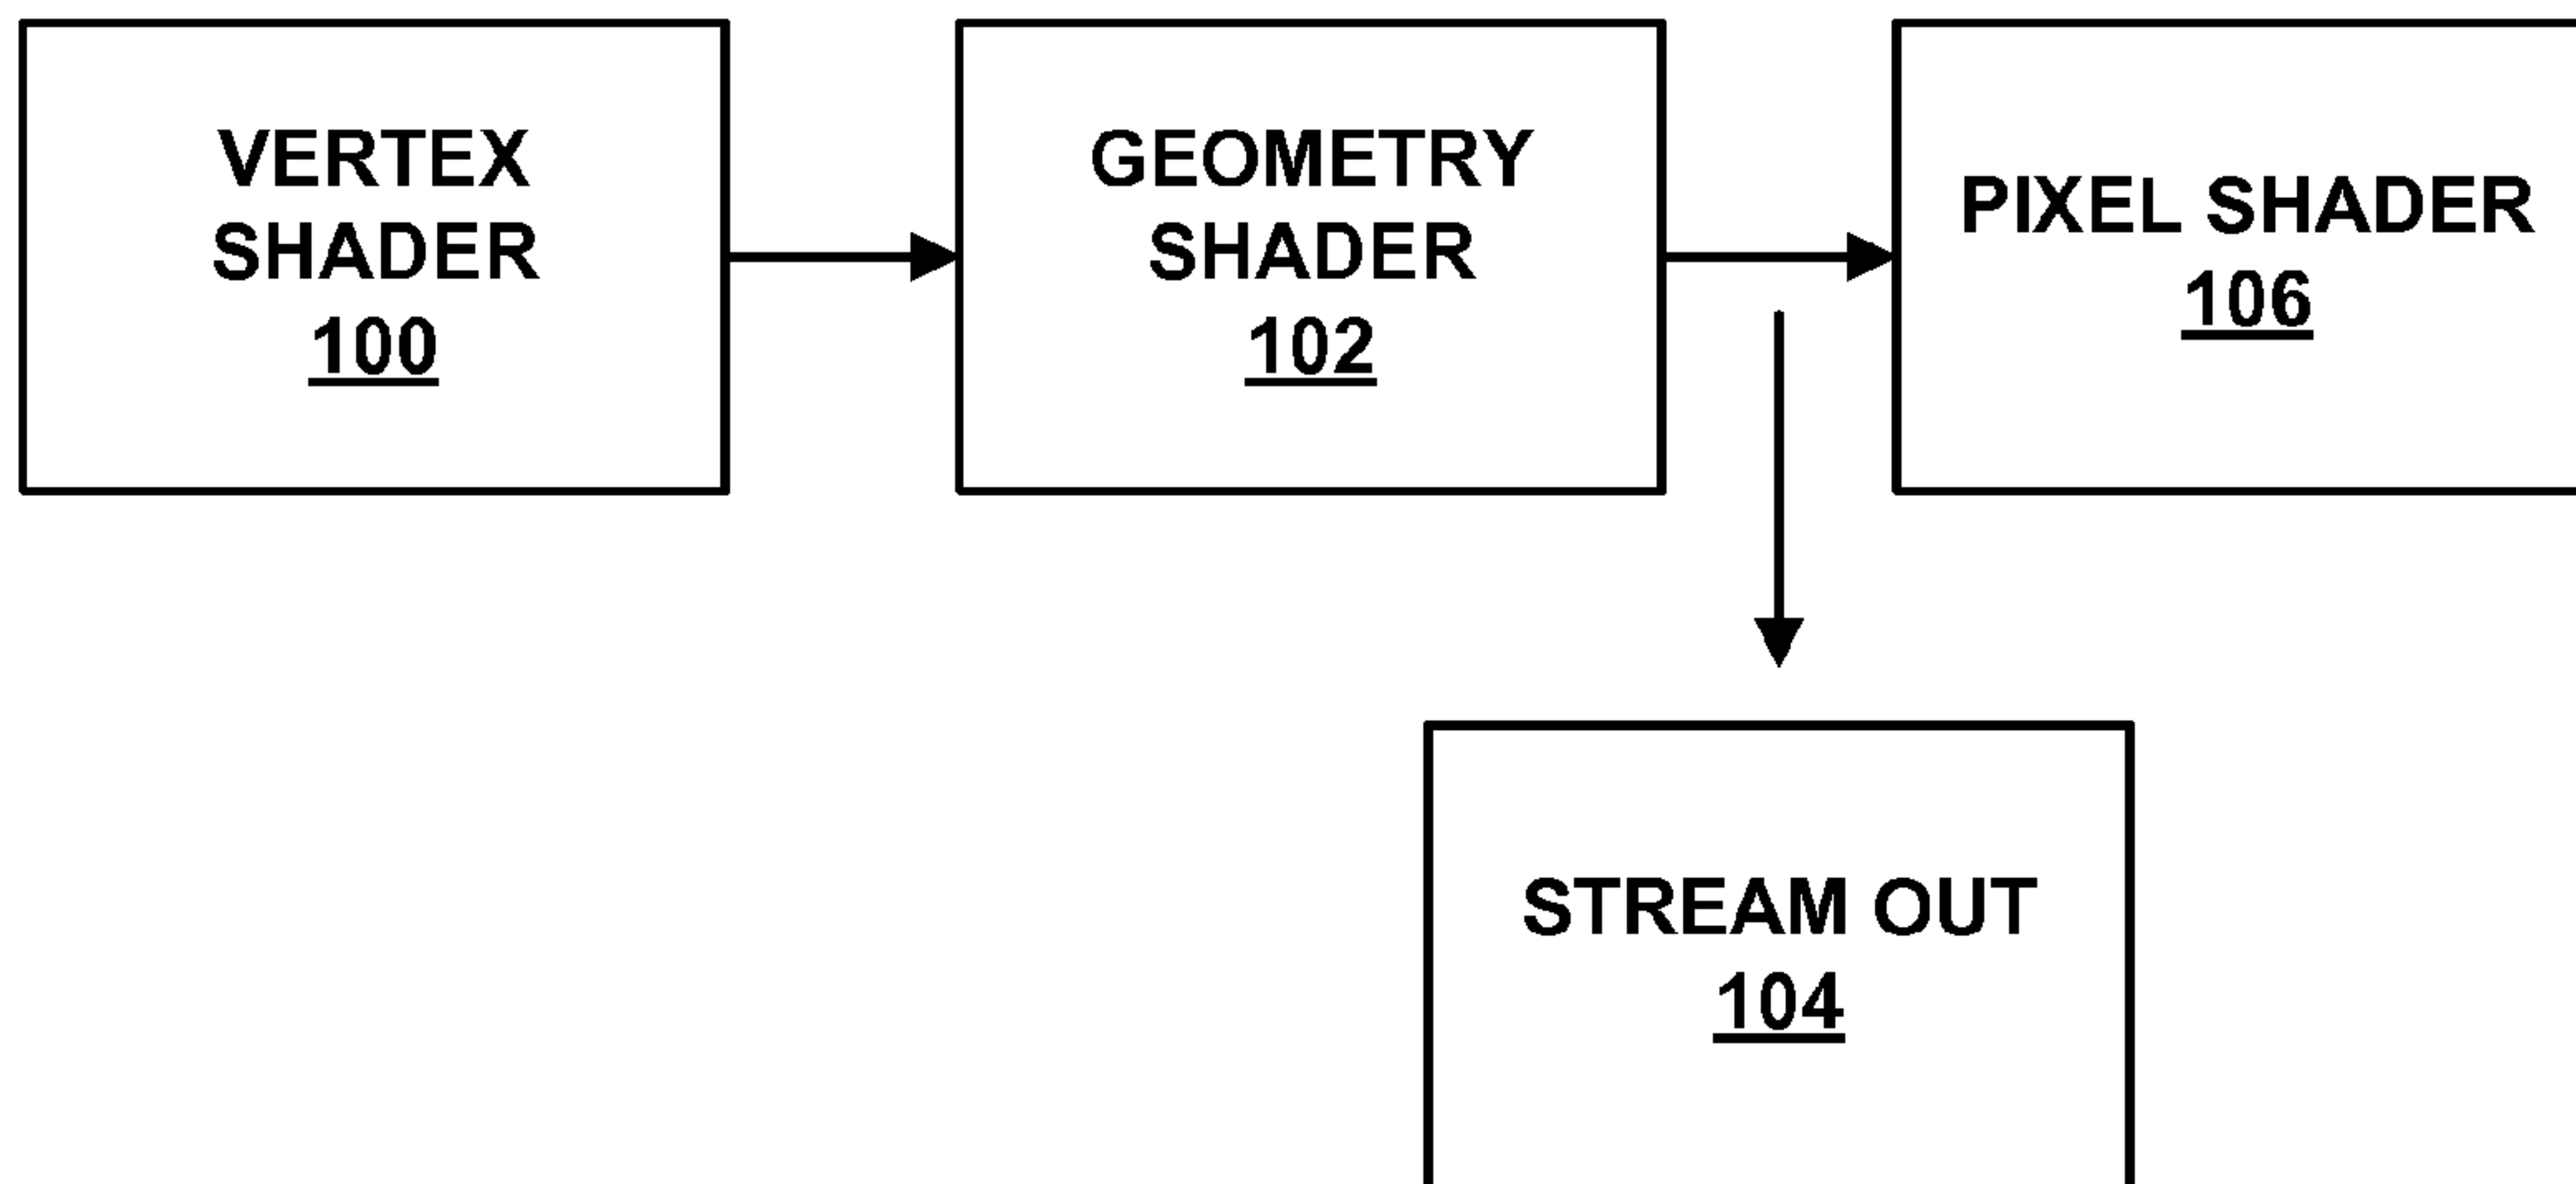 VERTEX
SHADER
100
GEOMETRY
SHADER
102
PIXEL SHADER
106
STREAM OUT
104